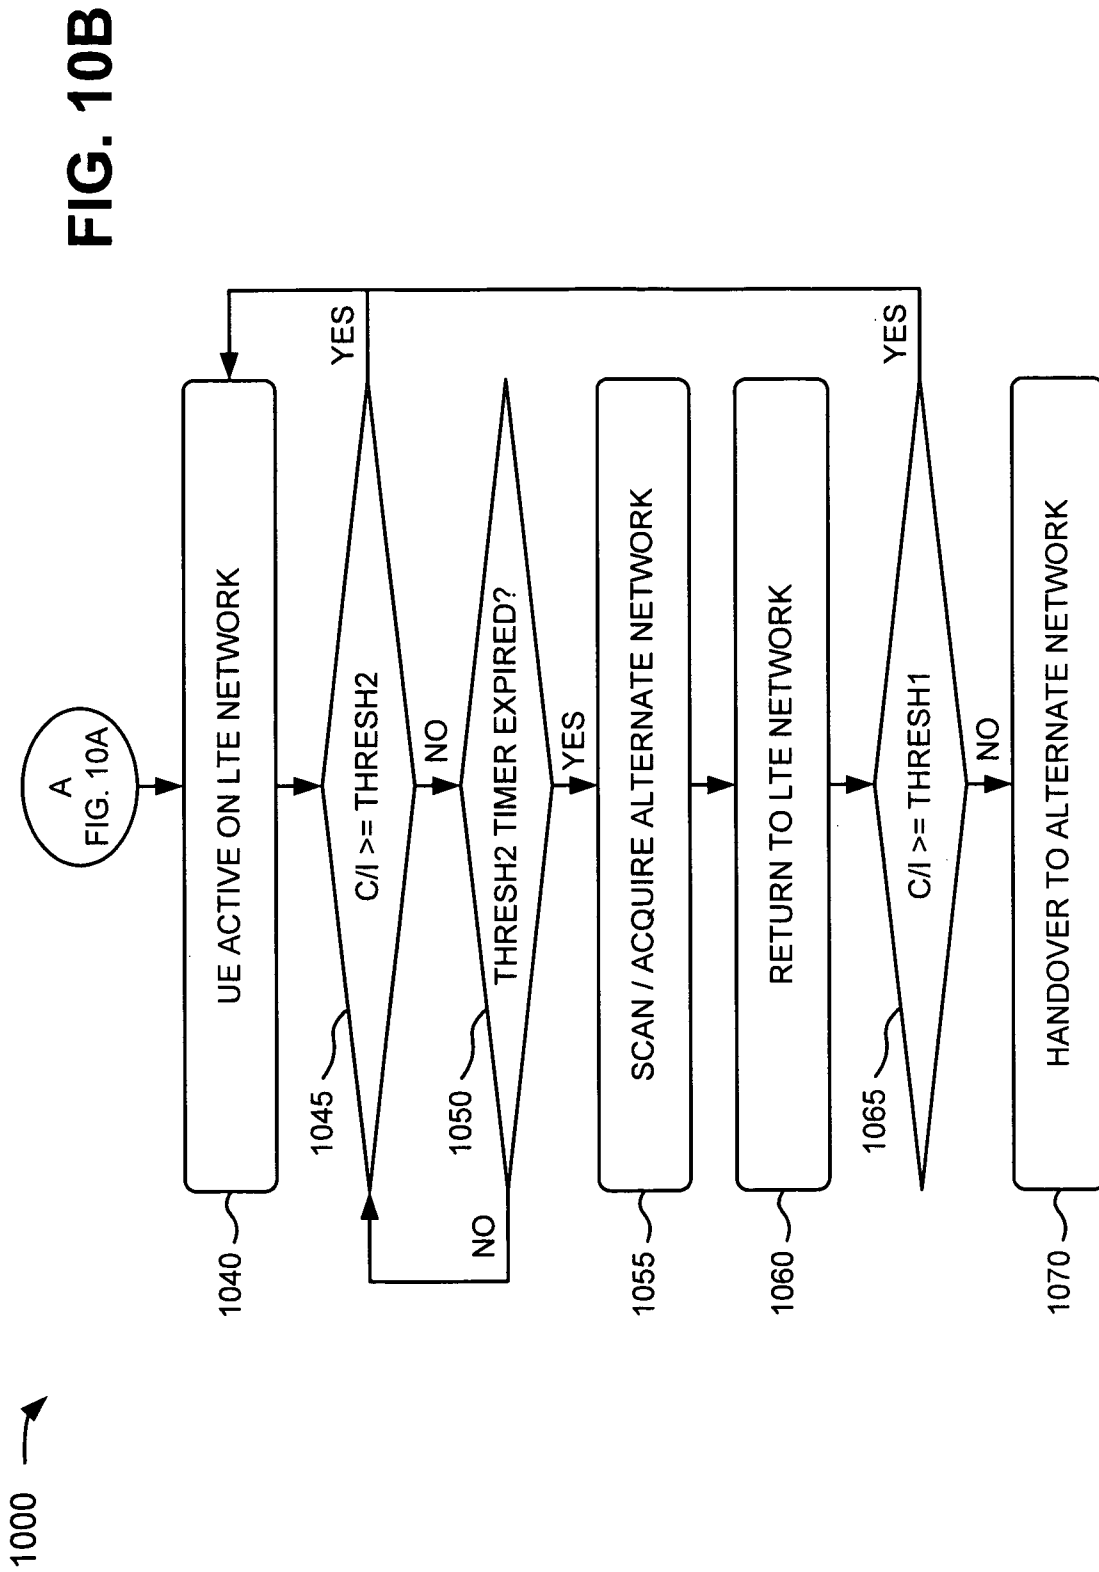 FIG. 10B
1000
A
FIG. 10A
UE ACTIVE ON LTE NETWORK
1040
C/I >= THRESH2
YES
1045
NO
THRESH2 TIMER EXPIRED?
1050
NO
YES
SCAN / ACQUIRE ALTERNATE NETWORK
1055
RETURN TO LTE NETWORK
1060
C/I >= THRESH1
YES
1065
NO
HANDOVER TO ALTERNATE NETWORK
1070